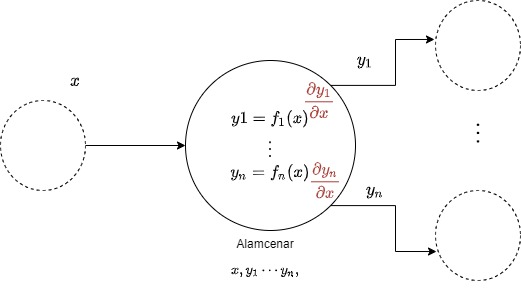 x
y₁
∂y₁/∂x
y1 = f₁(x)
⋮
⋮
yₙ = fₙ(x) ∂yₙ/∂x
yₙ
Alamcenar
x, y₁ ⋯ yₙ,